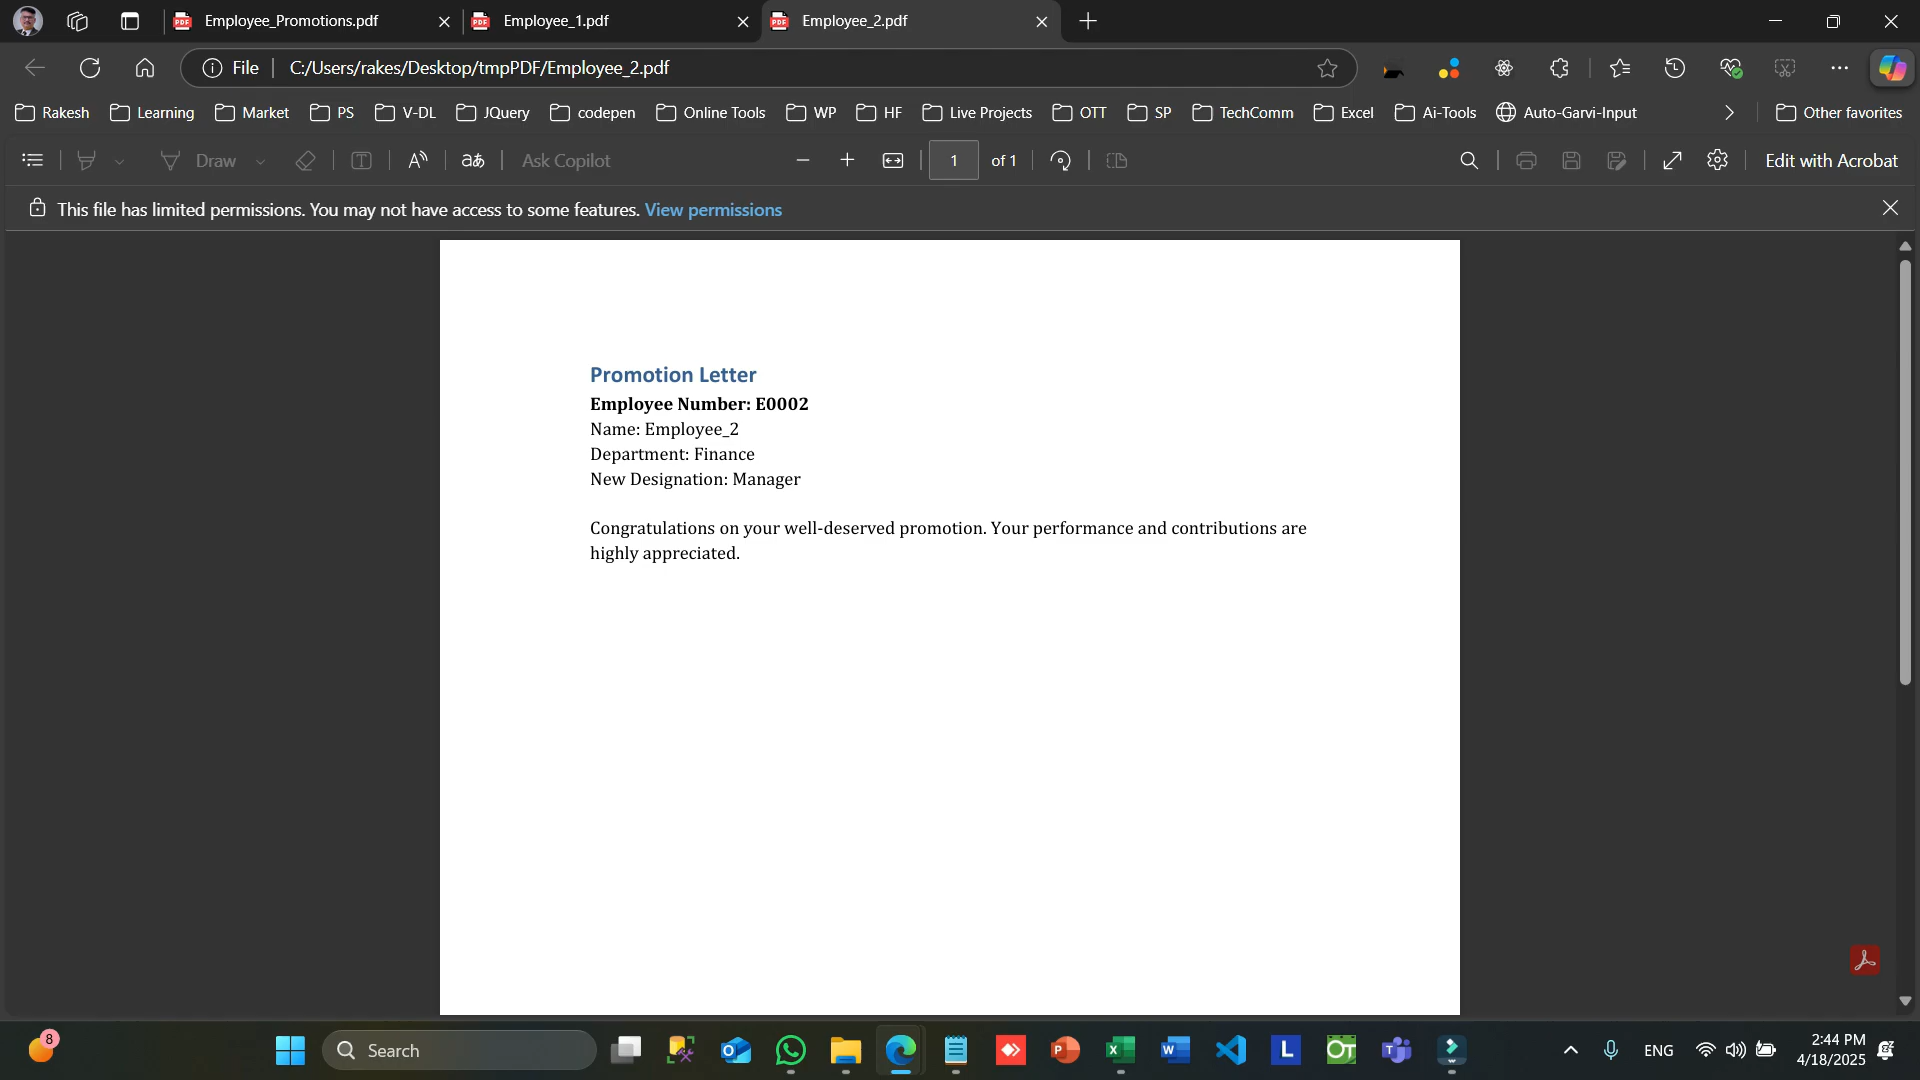 Employee_Promotions.pdf
Employee_1.pdf
Employee_2.pdf
File
C:/Users/rakes/Desktop/tmpPDF/Employee_2.pdf
Rakesh
Learning
Market
PS
V-DL
JQuery
codepen
Online Tools
WP
HF
Live Projects
OTT
SP
TechComm
Excel
Ai-Tools
Auto-Garvi-Input
Other favorites
Draw
Ask Copilot
1
of 1
Edit with Acrobat
This file has limited permissions. You may not have access to some features. View permissions
Promotion Letter
Employee Number: E0002
Name: Employee_2
Department: Finance
New Designation: Manager
Congratulations on your well-deserved promotion. Your performance and contributions are
highly appreciated.
8
Search
ENG
2:44 PM
4/18/2025